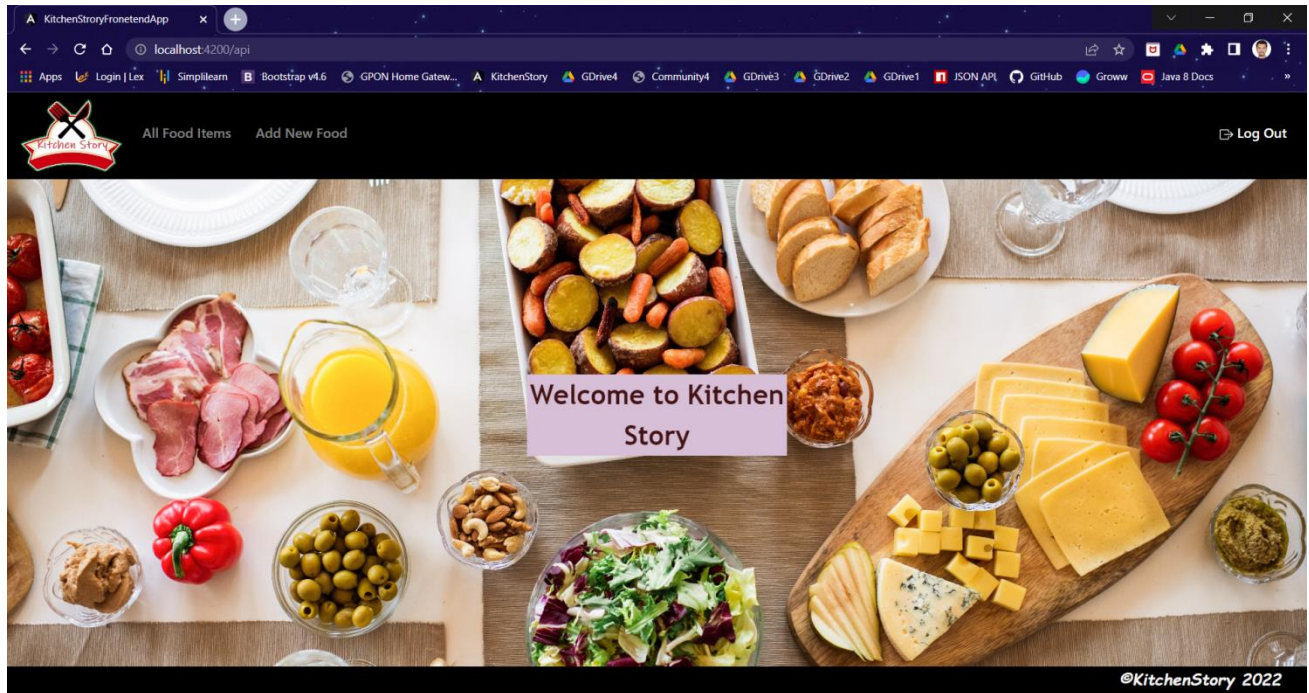 KitchenStroryFronetendApp
localhost:4200/api
Apps Login | Lex Simplilearn Bootstrap v4.6 GPON Home Gatew... KitchenStory GDrive4 Community4 GDrive3 GDrive2 GDrive1 JSON API, GitHub Groww Java 8 Docs »
Kitchen Story
All Food Items Add New Food
Log Out
Welcome to Kitchen
Story
©KitchenStory 2022